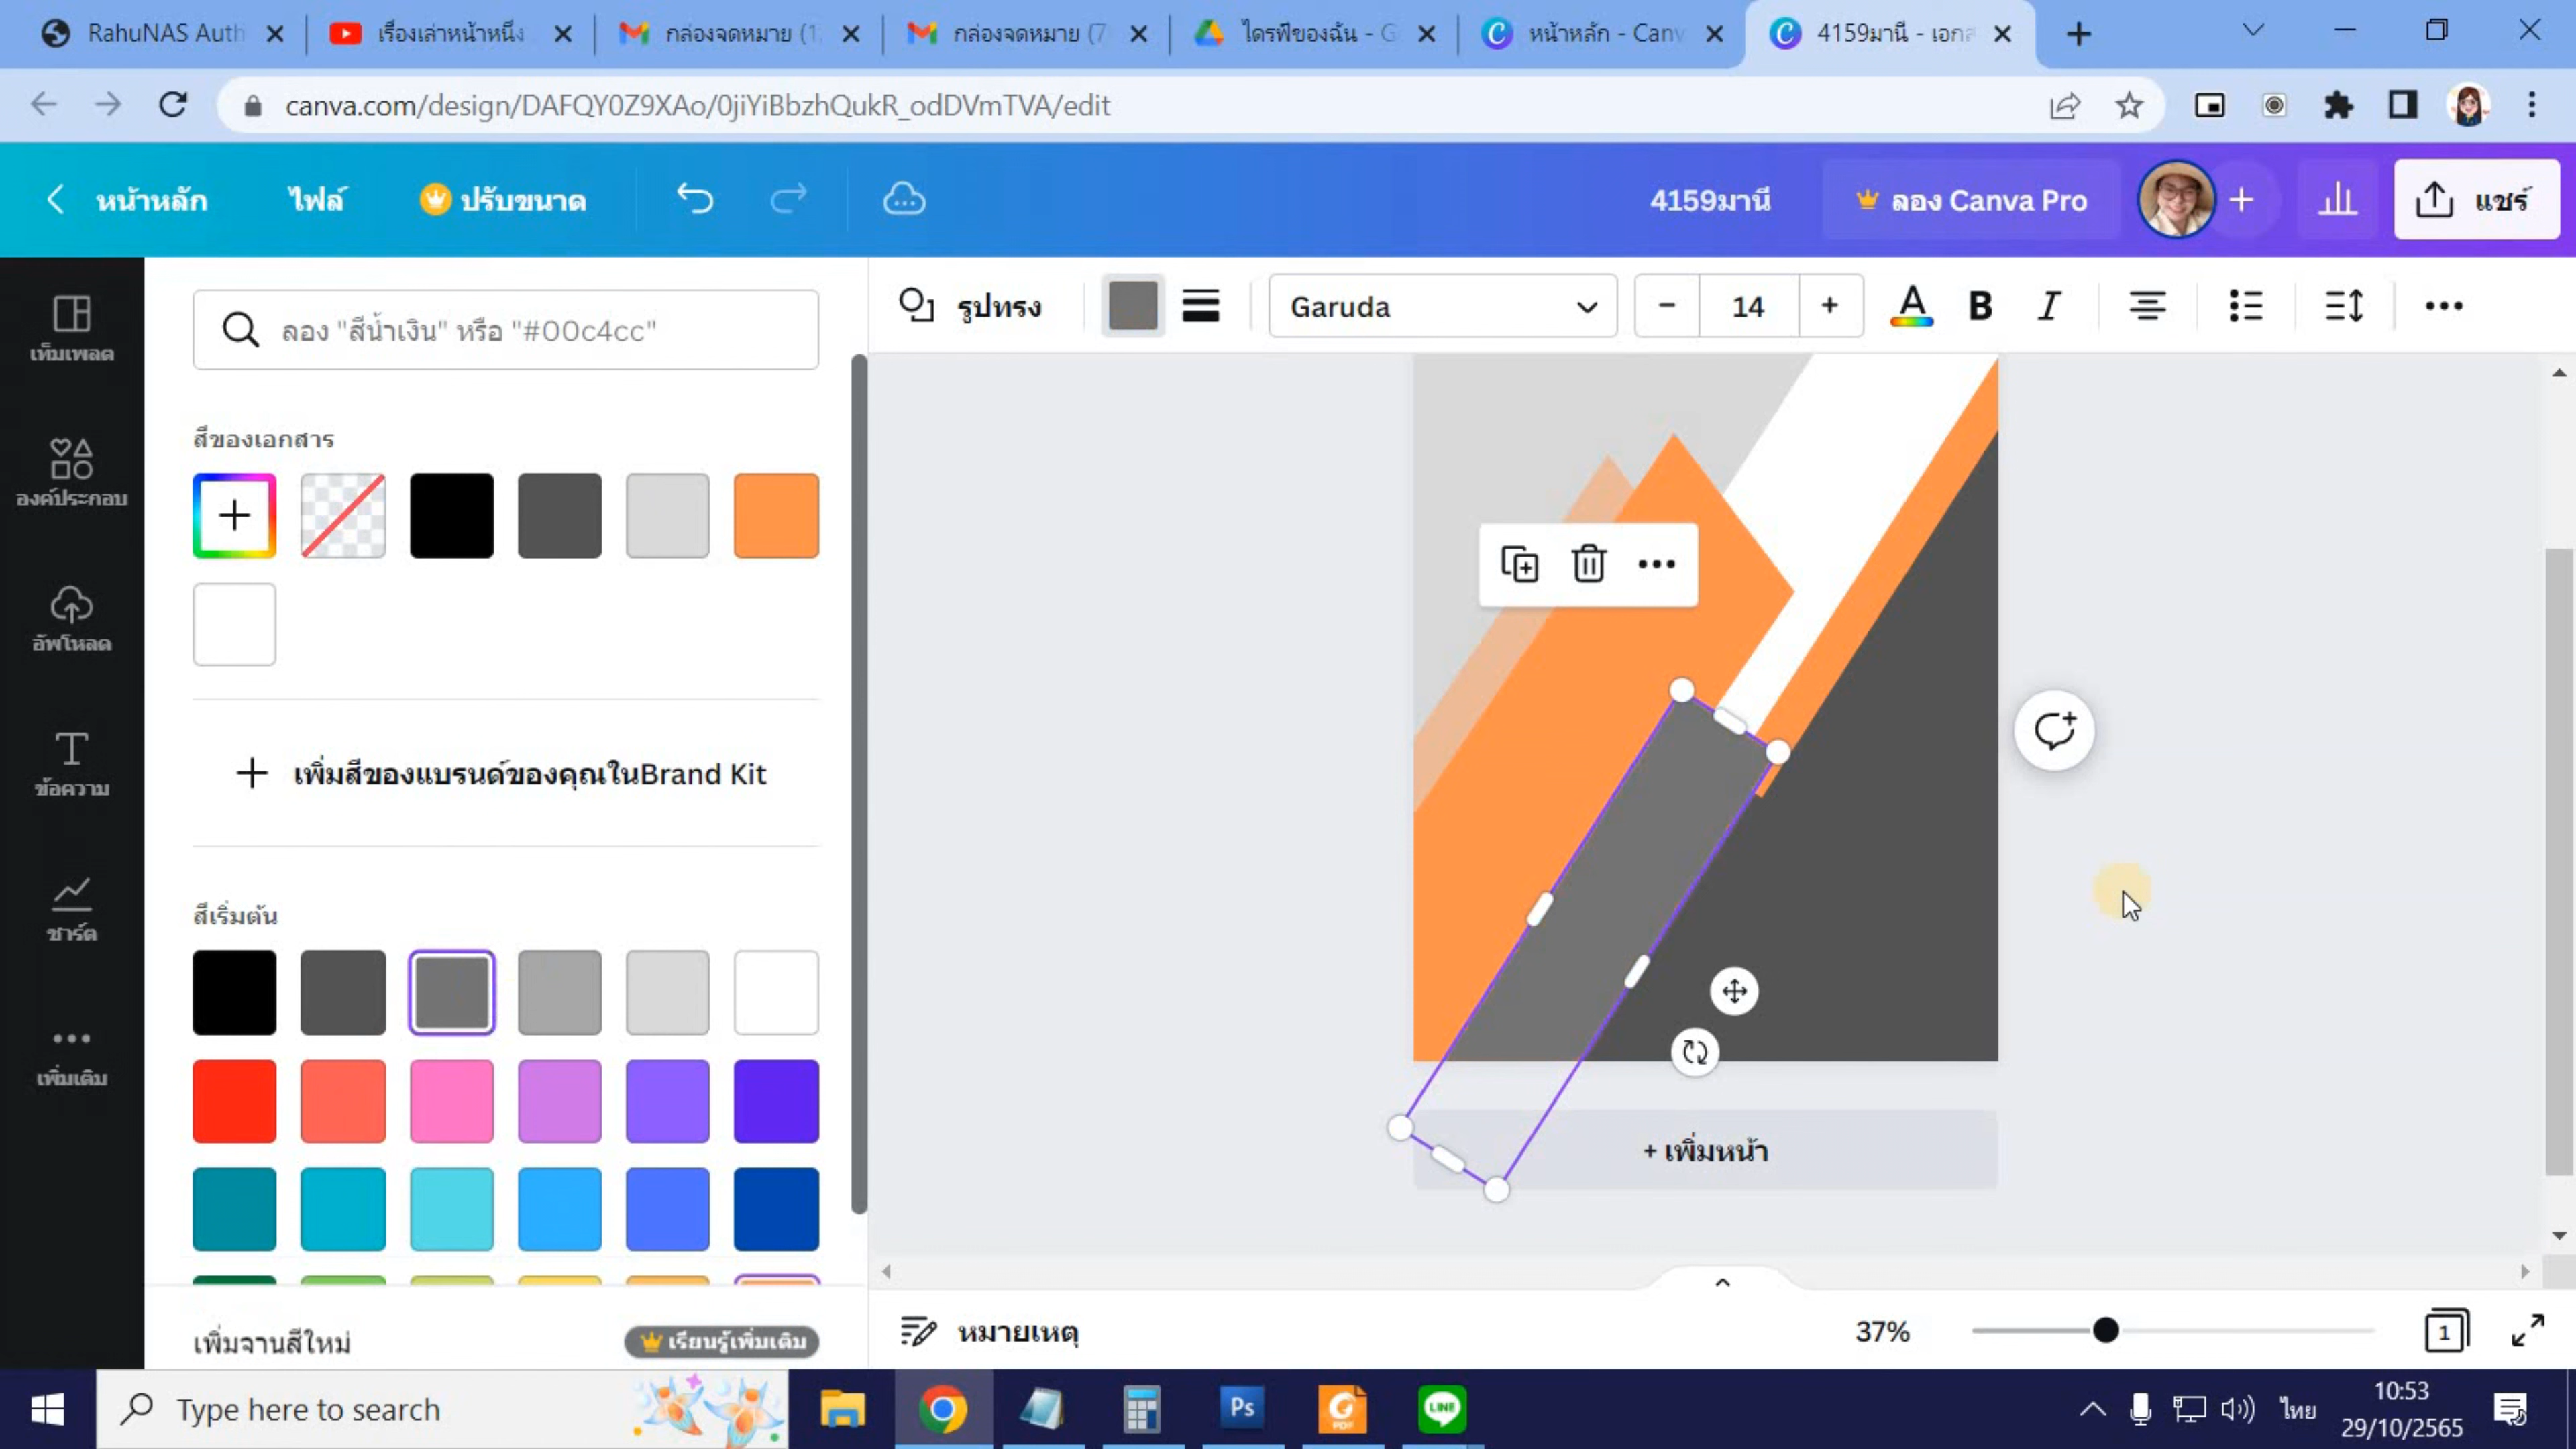 RahuNAS Auth
เรื่องเล่าหน้าหนึ่ง
กล่องจดหมาย (1
กล่องจดหมาย (7
ไดรฟ์ของฉัน - G
หน้าหลัก - Canv
4159มานี - เอกส
canva.com/design/DAFQY0Z9XAo/0jiYiBbzhQukR_odDVmTVA/edit
หน้าหลัก
ไฟล์
ปรับขนาด
4159มานี
ลอง Canva Pro
แชร์
เท็มเพลต
องค์ประกอบ
อัพโหลด
ข้อความ
ชาร์ต
เพิ่มเติม
ลอง "สีน้ำเงิน" หรือ "#00c4cc"
สีของเอกสาร
+ เพิ่มสีของแบรนด์ของคุณในBrand Kit
สีเริ่มต้น
เพิ่มจานสีใหม่
เรียนรู้เพิ่มเติม
รูปทรง
Garuda
- 14 +
A B I
+ เพิ่มหน้า
หมายเหตุ
37%
1
Type here to search
Ps
PDF
LINE
ไทย
10:53
29/10/2565